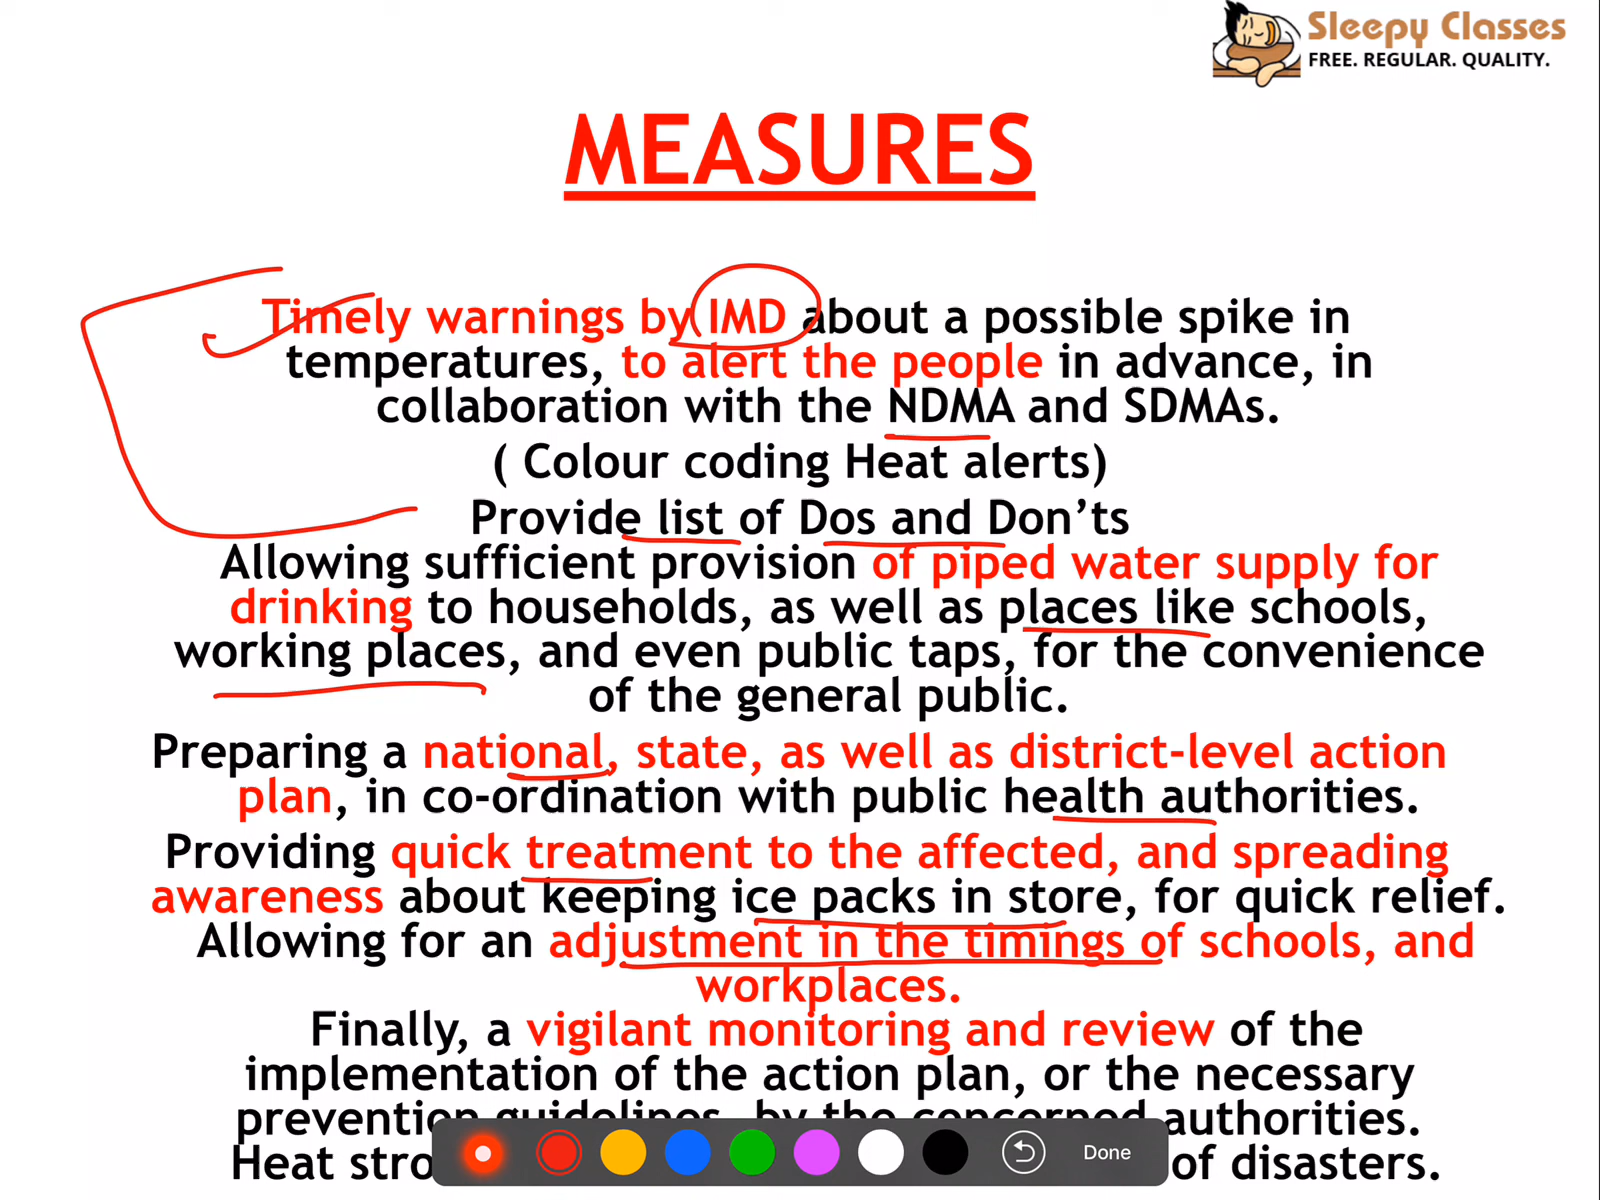 Sleepy Classes
FREE. REGULAR. QUALITY.
MEASURES
Timely warnings by IMD about a possible spike in
temperatures, to alert the people in advance, in
collaboration with the NDMA and SDMAs.
( Colour coding Heat alerts)
Provide list of Dos and Don’ts
Allowing sufficient provision of piped water supply for
drinking to households, as well as places like schools,
working places, and even public taps, for the convenience
of the general public.
Preparing a national, state, as well as district-level action
plan, in co-ordination with public health authorities.
Providing quick treatment to the affected, and spreading
awareness about keeping ice packs in store, for quick relief.
Allowing for an adjustment in the timings of schools, and
workplaces.
Finally, a vigilant monitoring and review of the
implementation of the action plan, or the necessary
prevention guidelines, by the concerned authorities.
Heat of disasters.
Done